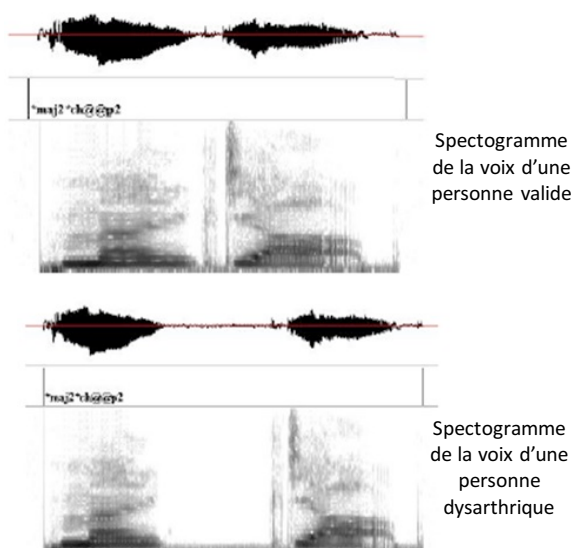 *maj2*ch@@p2
Spectogramme
de la voix d'une
personne valide
*maj2*ch@@p2
Spectogramme
de la voix d'une
personne
dysarthrique